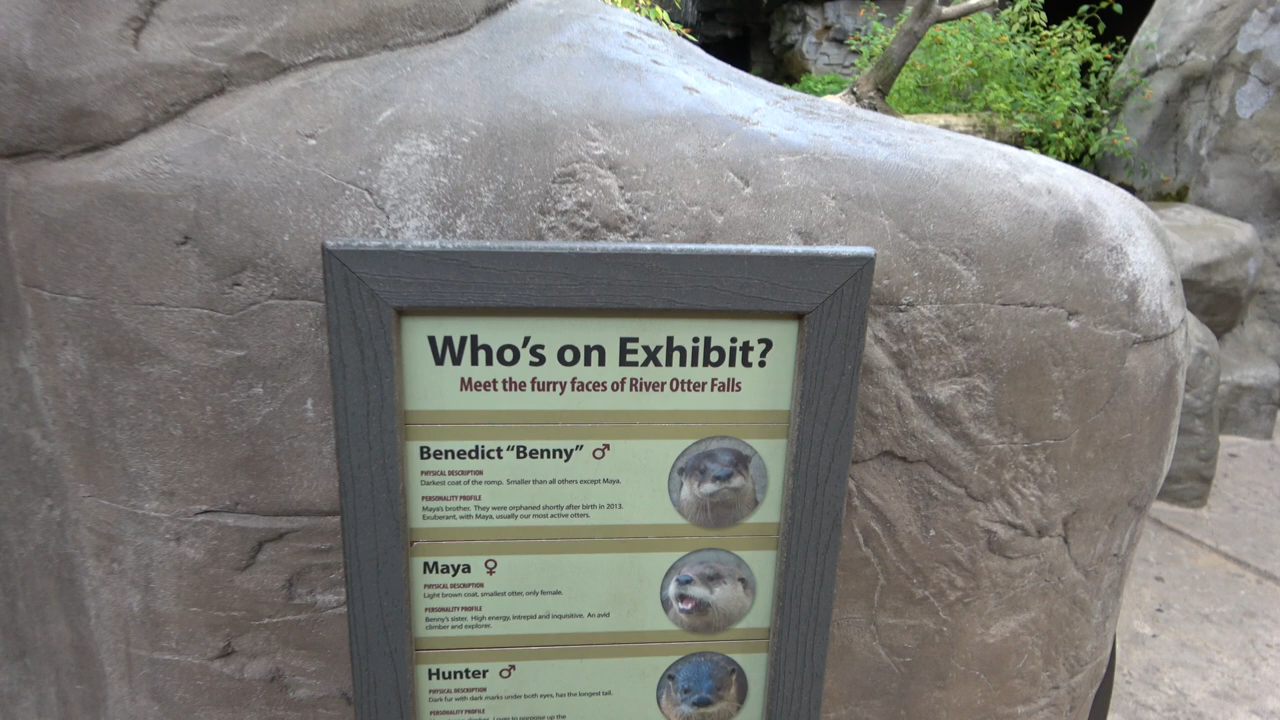 Who's on Exhibit?
Meet the furry faces of River Otter Falls
Benedict "Benny" ♂
PHYSICAL DESCRIPTION
Darkest coat of the romp. Smaller than all others except Maya.
PERSONALITY PROFILE
Maya's brother. They were orphaned shortly after birth in 2013.
Exuberant, with Maya, usually our most active otters.
Maya ♀
PHYSICAL DESCRIPTION
Light brown coat, smallest otter, only female.
PERSONALITY PROFILE
Benny's sister. High energy, intrepid and inquisitive. An avid
climber and explorer.
Hunter ♂
PHYSICAL DESCRIPTION
Dark fur with dark marks under both eyes, has the longest tail.
PERSONALITY PROFILE